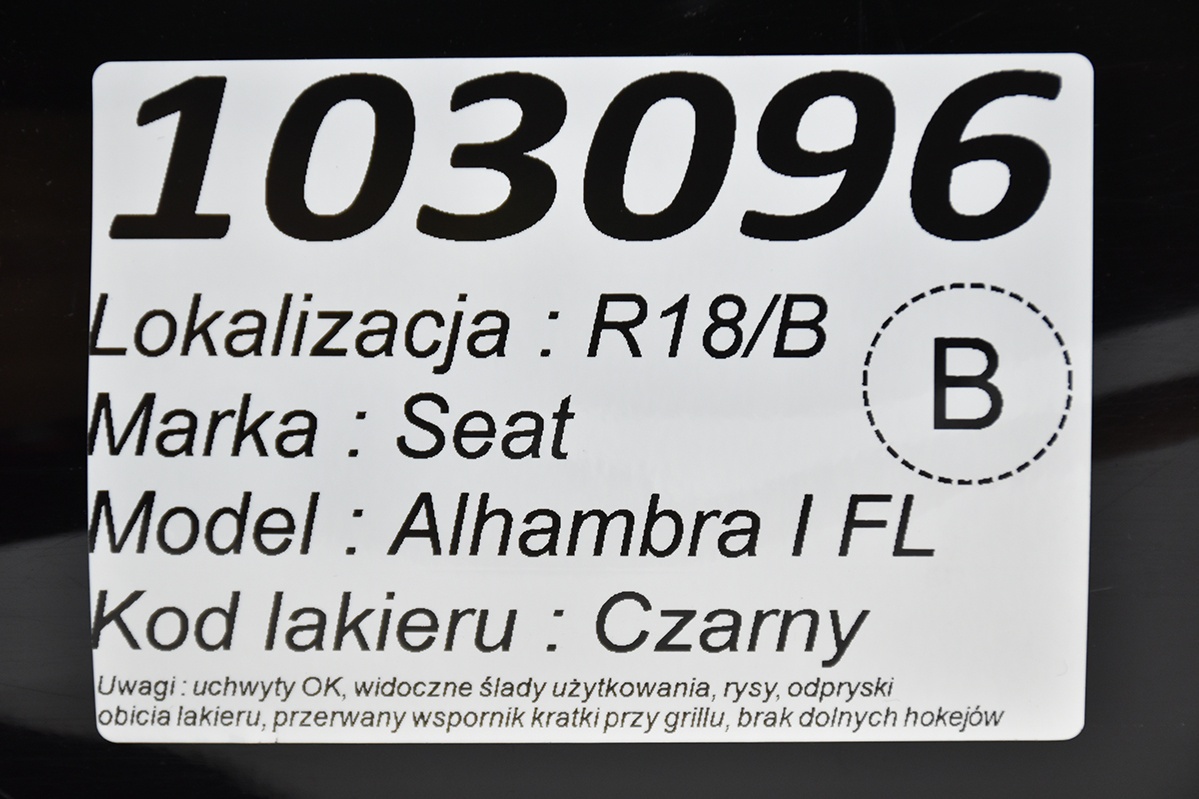 103096
Lokalizacja : R18/B
B
Marka : Seat
Model : Alhambra I FL
Kod lakieru : Czarny
Uwagi : uchwyty OK, widoczne ślady użytkowania, rysy, odpryski
obicia lakieru, przerwany wspornik kratki przy grillu, brak dolnych hokejów